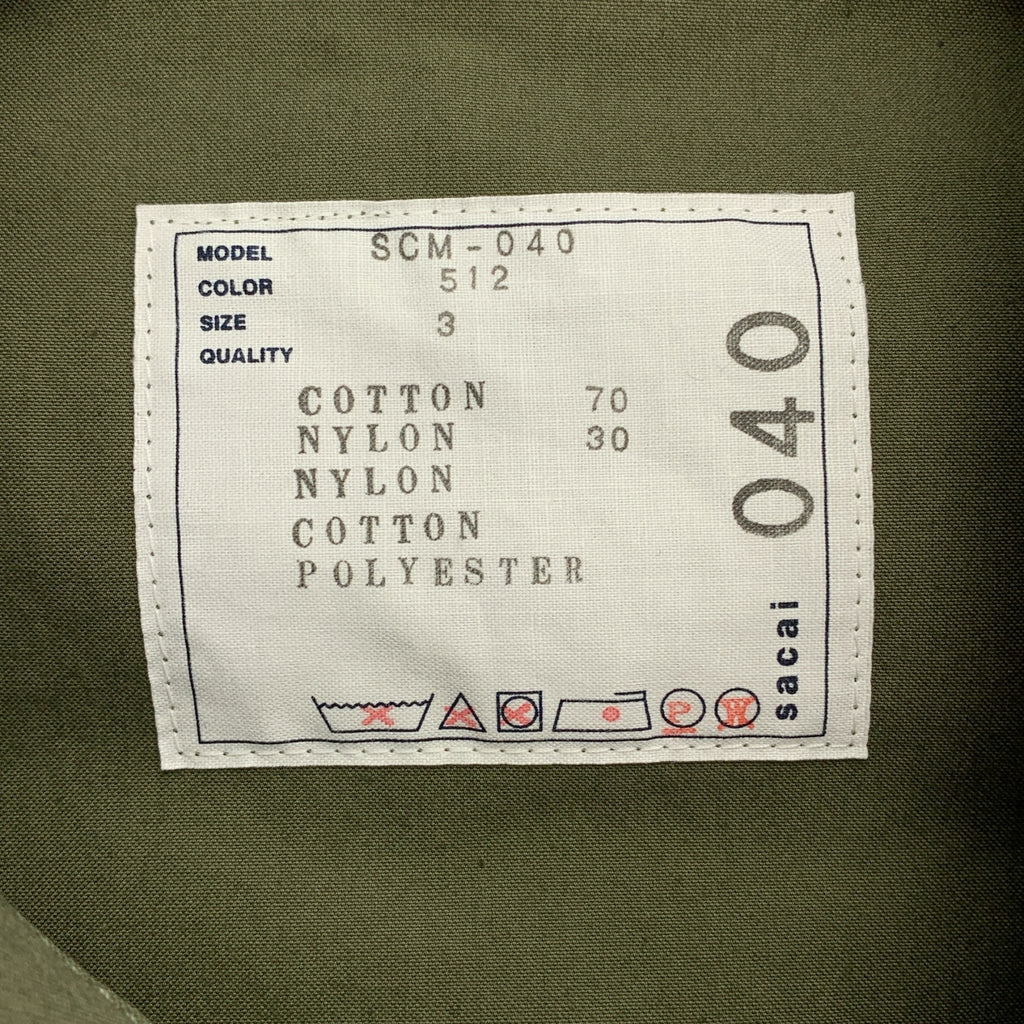 MODEL SCM-040
COLOR 512
SIZE 3
QUALITY
COTTON 70
NYLON 30
NYLON
COTTON
POLYESTER
P W
sacai 040